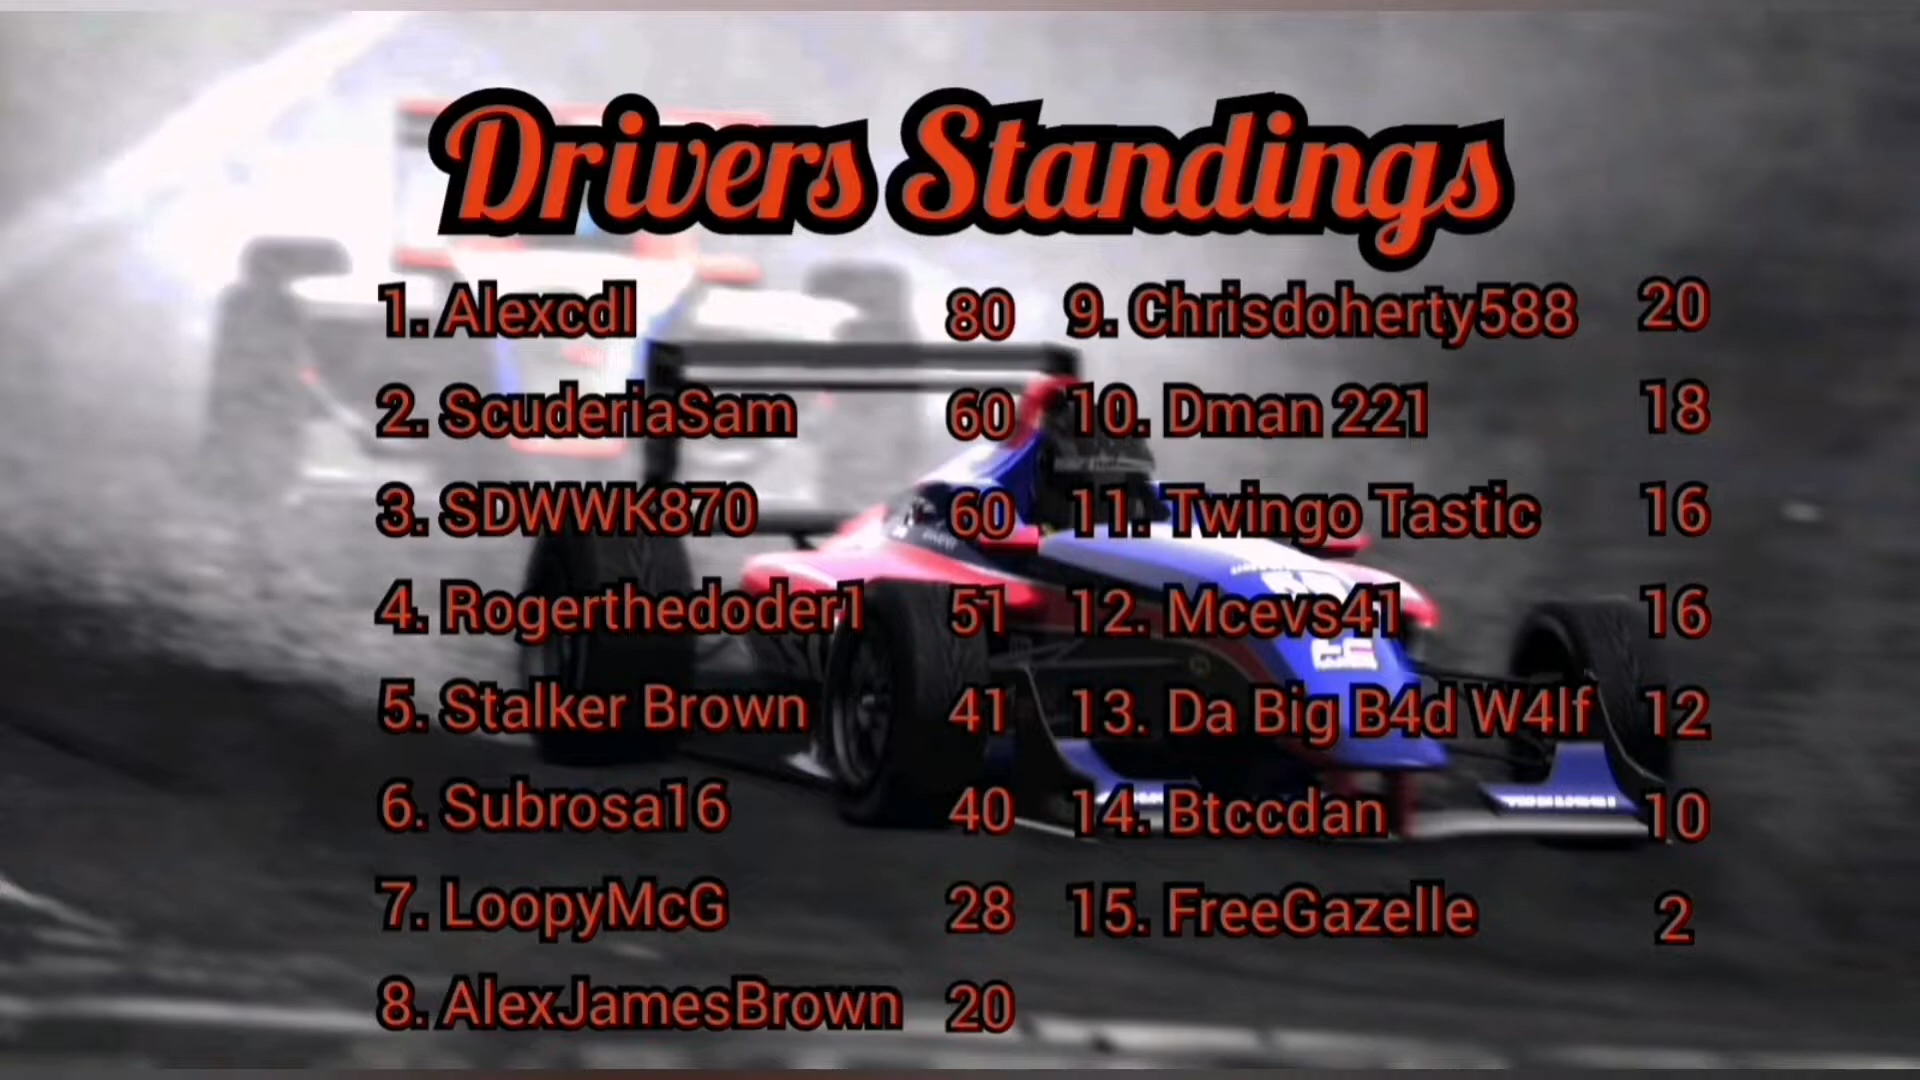 Drivers Standings
1. Alexcdl 80
2. ScuderiaSam 60
3. SDWWK870 60
4. Rogerthedoder1 51
5. Stalker Brown 41
6. Subrosa16 40
7. LoopyMcG 28
8. AlexJamesBrown 20
9. Chrisdoherty588 20
10. Dman 221 18
11. Twingo Tastic 16
12. Mcevs41 16
13. Da Big B4d W4lf 12
14. Btccdan 10
15. FreeGazelle 2